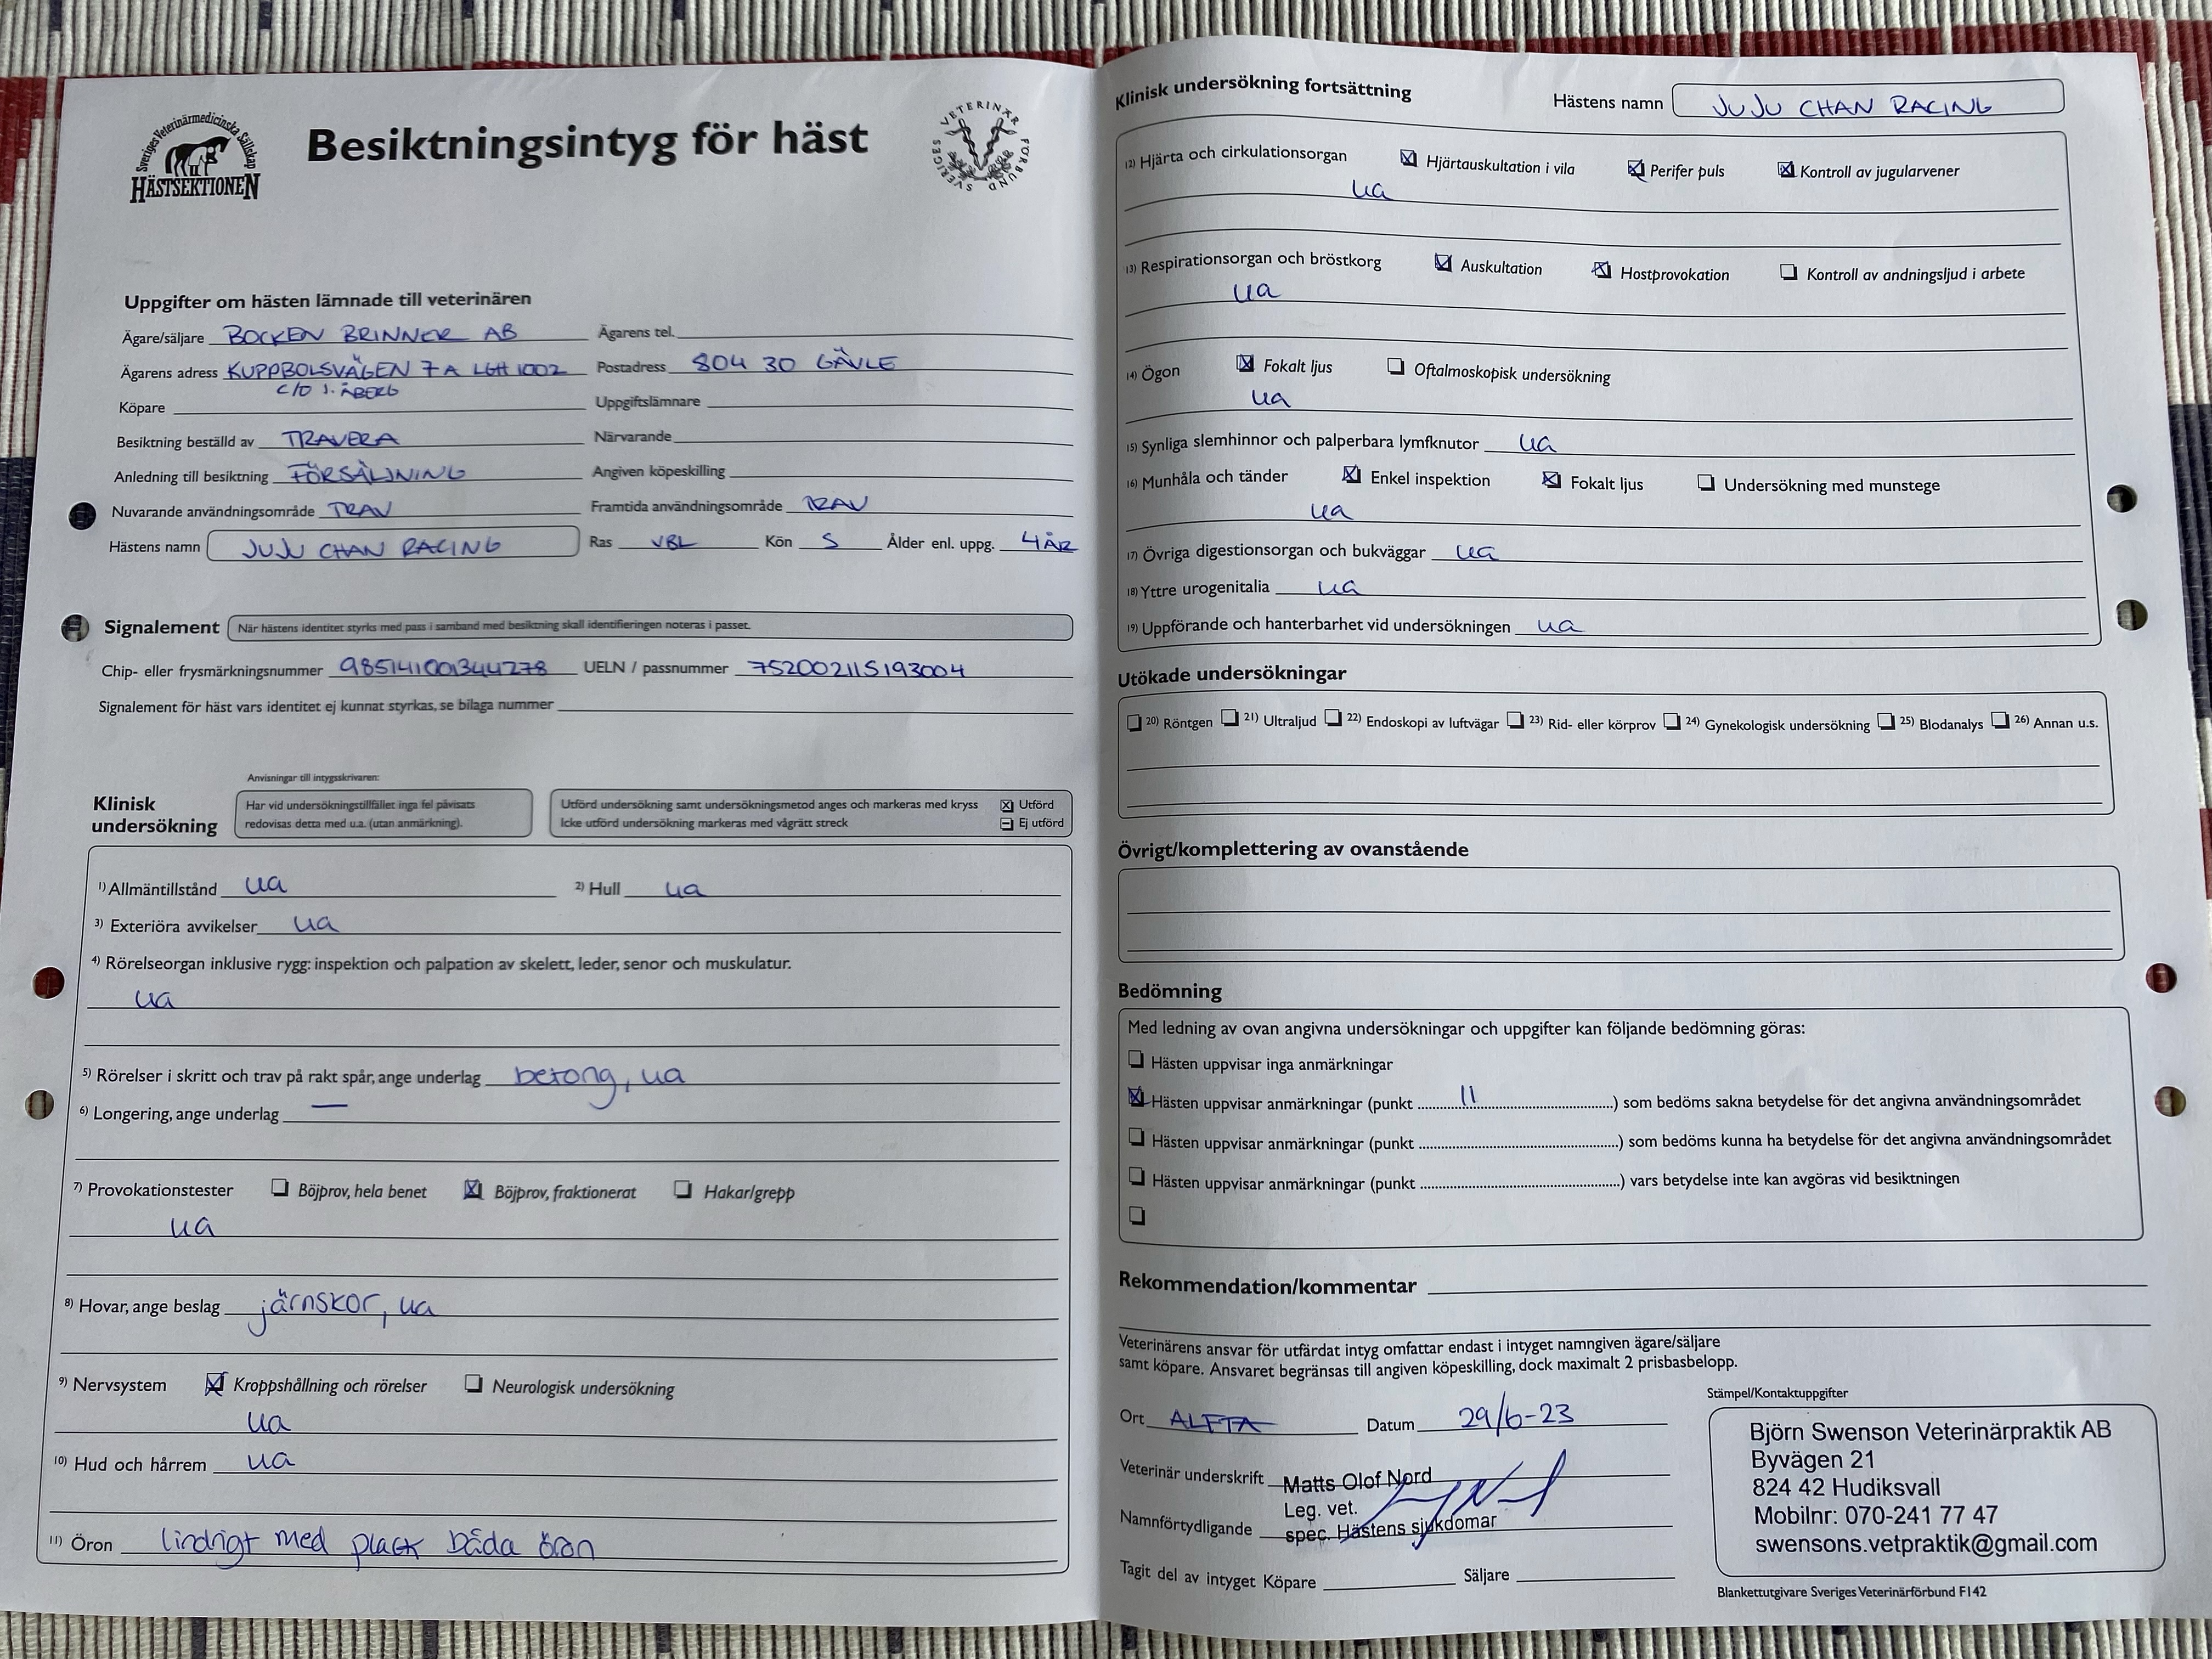 Sveriges Veterinärmedicinska Sällskap
HÄSTSEKTIONEN
Besiktningsintyg för häst
SVERIGES VETERINÄR FÖRBUND
Uppgifter om hästen lämnade till veterinären
Ägare/säljare BOCKEN BRINNER AB Ägarens tel.
Ägarens adress KUPPBOLSVÄGEN 7A LGH 1002 Postadress 804 30 GÄVLE
C/O J. ÅBERG
Köpare Uppgiftslämnare
Besiktning beställd av TRAVERA Närvarande
Anledning till besiktning FÖRSÄLJNING Angiven köpeskilling
Nuvarande användningsområde TRAV Framtida användningsområde TRAV
Hästens namn JUJU CHAN RACING Ras VBL Kön S Ålder enl. uppg. 4 ÅR
Signalement När hästens identitet styrks med pass i samband med besiktning skall identifieringen noteras i passet.
Chip- eller frysmärkningsnummer 985141001344278 UELN / passnummer 752002115193004
Signalement för häst vars identitet ej kunnat styrkas, se bilaga nummer
Anvisningar till intygsskrivaren:
Klinisk undersökning
Har vid undersökningstillfället inga fel påvisats
redovisas detta med u.a. (utan anmärkning).
Utförd undersökning samt undersökningsmetod anges och markeras med kryss Utförd
Icke utförd undersökning markeras med vågrätt streck Ej utförd
1) Allmäntillstånd ua 2) Hull ua
3) Exteriöra avvikelser ua
4) Rörelseorgan inklusive rygg: inspektion och palpation av skelett, leder, senor och muskulatur.
ua
5) Rörelser i skritt och trav på rakt spår, ange underlag betong, ua
6) Longering, ange underlag —
7) Provokationstester Böjprov, hela benet Böjprov, fraktionerat Hakar/grepp
ua
8) Hovar, ange beslag järnskor, ua
9) Nervsystem Kroppshållning och rörelser Neurologisk undersökning
ua
10) Hud och hårrem ua
11) Öron lindrigt med plack båda öron
Klinisk undersökning fortsättning Hästens namn JUJU CHAN RACING
12) Hjärta och cirkulationsorgan Hjärtauskultation i vila Perifer puls Kontroll av jugularvener
ua
13) Respirationsorgan och bröstkorg Auskultation Hostprovokation Kontroll av andningsljud i arbete
ua
14) Ögon Fokalt ljus Oftalmoskopisk undersökning
ua
15) Synliga slemhinnor och palperbara lymfknutor ua
16) Munhåla och tänder Enkel inspektion Fokalt ljus Undersökning med munstege
ua
17) Övriga digestionsorgan och bukväggar ua
18) Yttre urogenitalia ua
19) Uppförande och hanterbarhet vid undersökningen ua
Utökade undersökningar
20) Röntgen 21) Ultraljud 22) Endoskopi av luftvägar 23) Rid- eller körprov 24) Gynekologisk undersökning 25) Blodanalys 26) Annan u.s.
Övrigt/komplettering av ovanstående
Bedömning
Med ledning av ovan angivna undersökningar och uppgifter kan följande bedömning göras:
Hästen uppvisar inga anmärkningar
Hästen uppvisar anmärkningar (punkt 11) som bedöms sakna betydelse för det angivna användningsområdet
Hästen uppvisar anmärkningar (punkt ) som bedöms kunna ha betydelse för det angivna användningsområdet
Hästen uppvisar anmärkningar (punkt ) vars betydelse inte kan avgöras vid besiktningen
Rekommendation/kommentar
Veterinärens ansvar för utfärdat intyg omfattar endast i intyget namngiven ägare/säljare
samt köpare. Ansvaret begränsas till angiven köpeskilling, dock maximalt 2 prisbasbelopp.
Ort ALFTA Datum 29/6-23
Veterinär underskrift Matts Olof Nord
Leg. vet.
Namnförtydligande spec. Hästens sjukdomar
Tagit del av intyget Köpare Säljare
Stämpel/Kontaktuppgifter
Björn Swenson Veterinärpraktik AB
Byvägen 21
824 42 Hudiksvall
Mobilnr: 070-241 77 47
swensons.vetpraktik@gmail.com
Blankettutgivare Sveriges Veterinärförbund F142